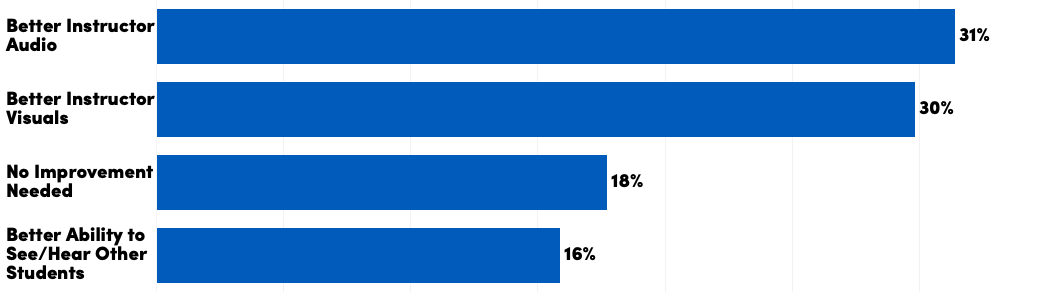 Better Instructor
Audio
31%
Better Instructor
Visuals
30%
No Improvement
Needed
18%
Better Ability to
See/Hear Other
Students
16%